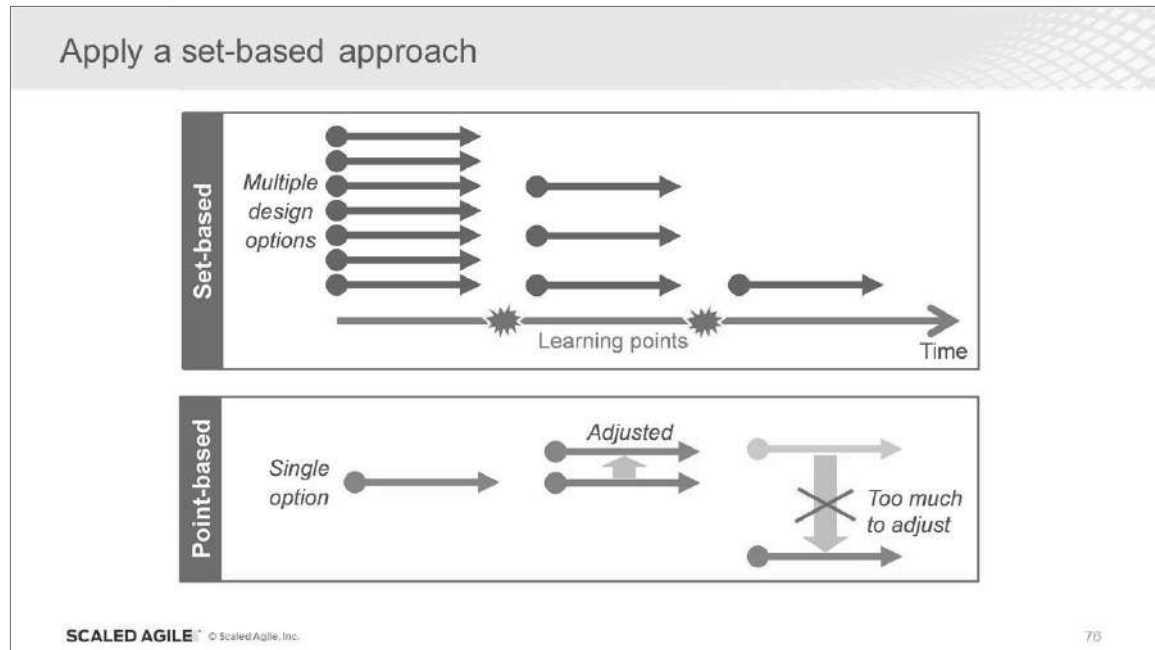 Apply a set-based approach
Set-based
Multiple
design
options
Learning points
Time
Point-based
Single
option
Adjusted
Too much
to adjust
SCALED AGILE © Scaled Agile, Inc.
76